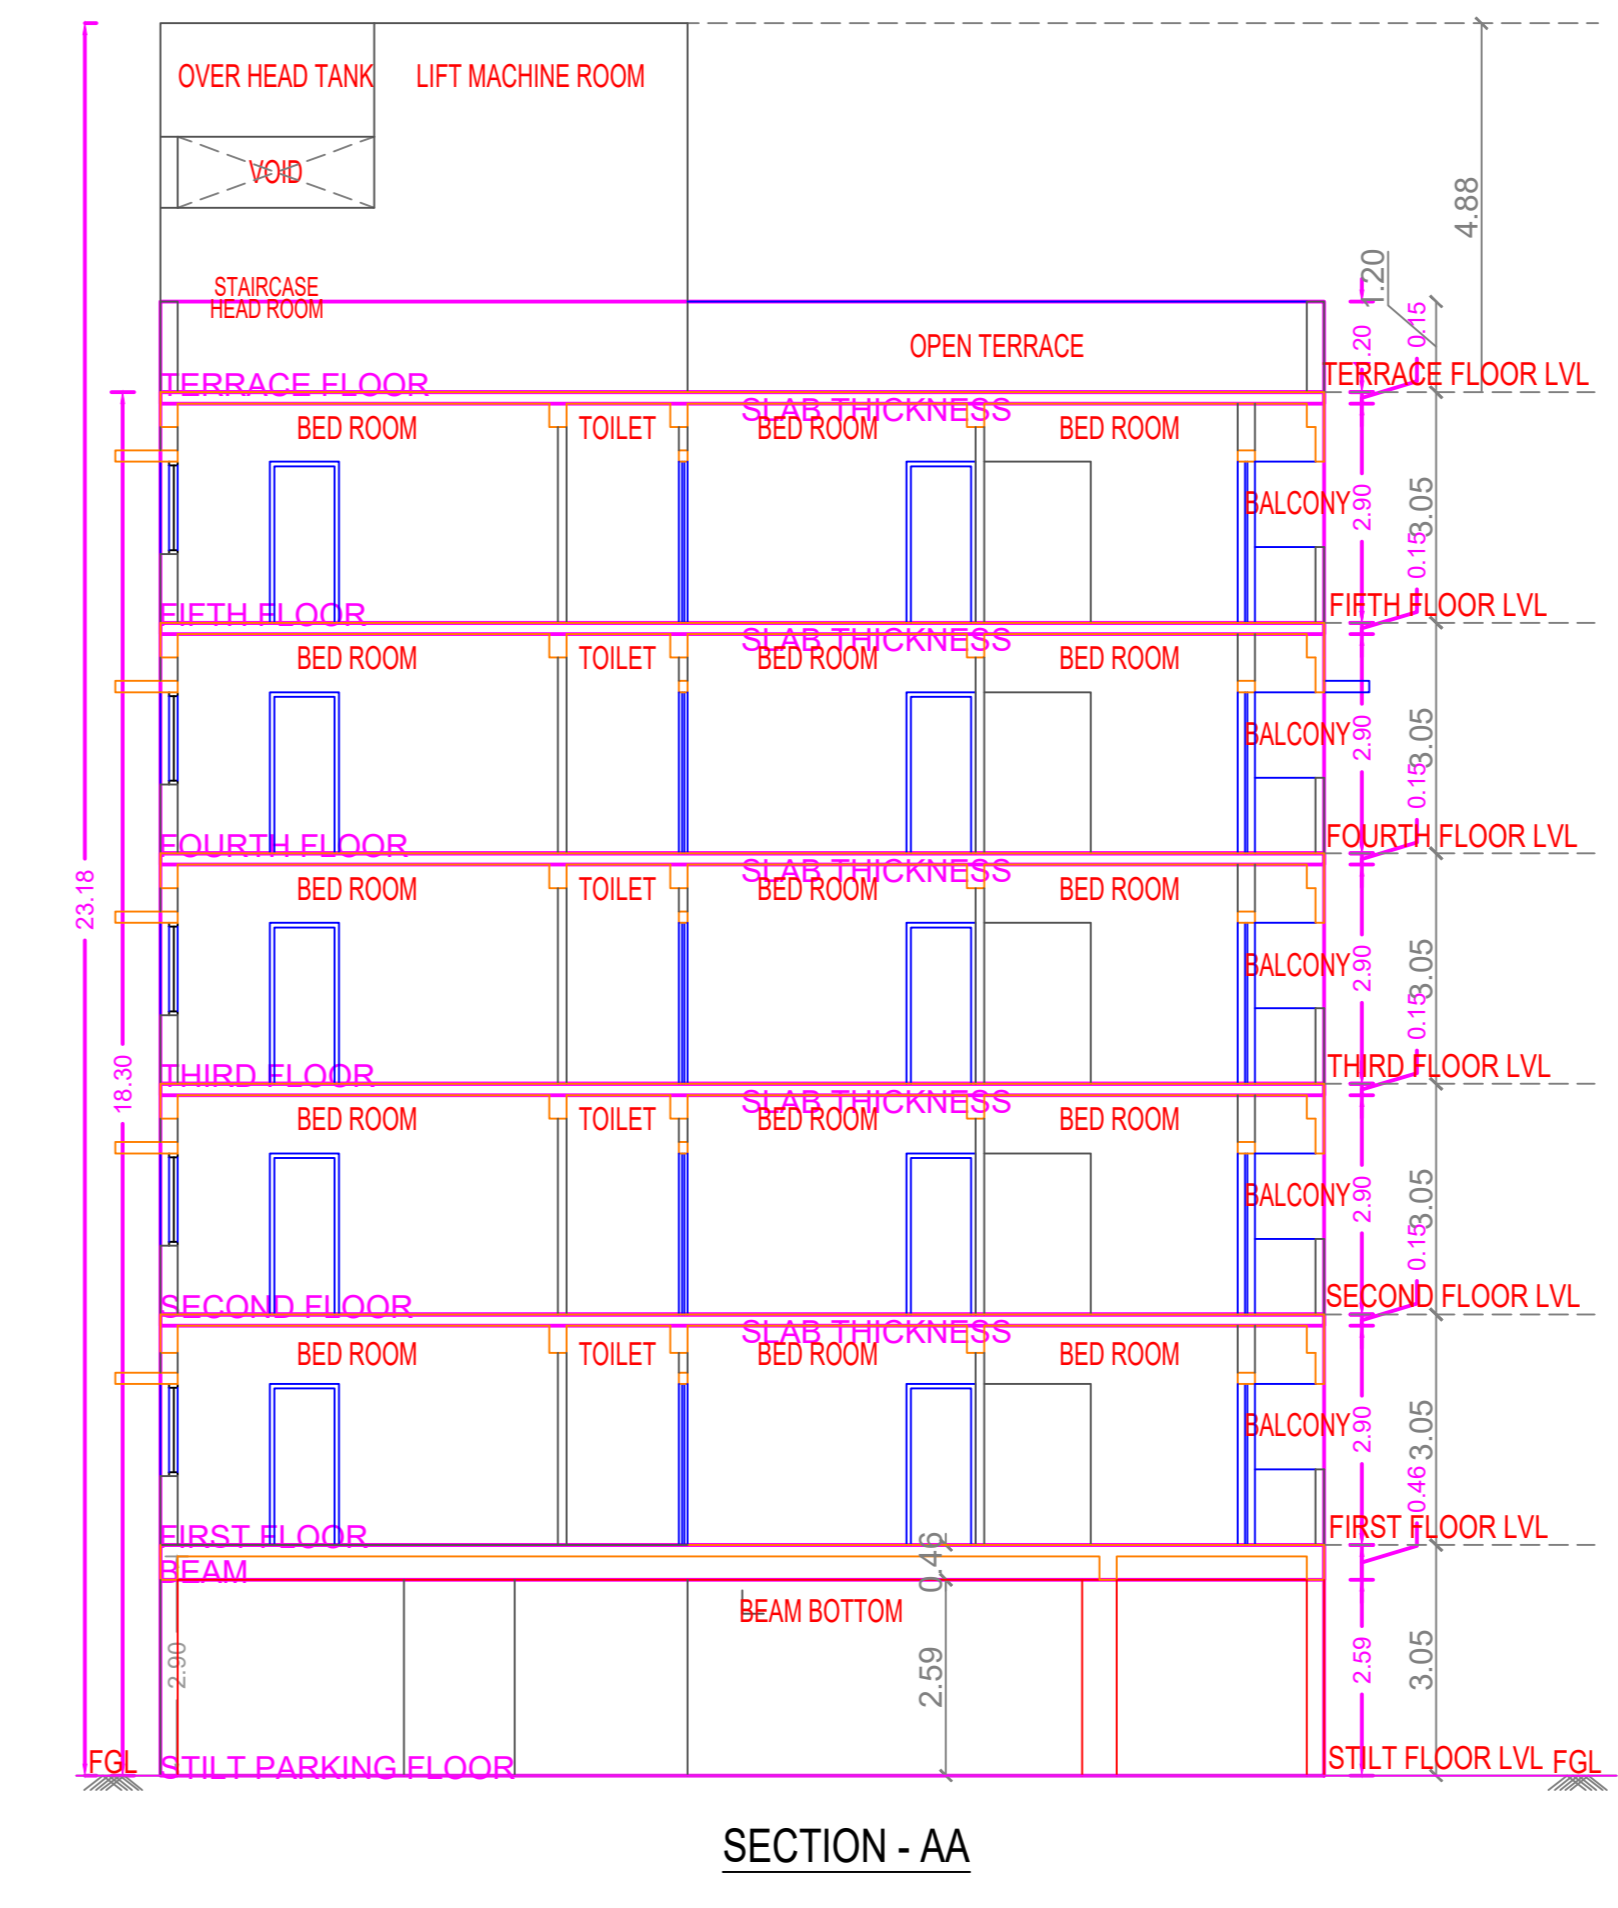 OVER HEAD TANK LIFT MACHINE ROOM
VOID
4.88
STAIRCASE
HEAD ROOM
1.20
OPEN TERRACE 1.20 0.15
TERRACE FLOOR TERRACE FLOOR LVL
SLAB THICKNESS
BED ROOM TOILET BED ROOM BED ROOM
BALCONY 2.90 3.05
0.15
FIFTH FLOOR FIFTH FLOOR LVL
SLAB THICKNESS
BED ROOM TOILET BED ROOM BED ROOM
BALCONY 2.90 3.05
0.15
FOURTH FLOOR FOURTH FLOOR LVL
SLAB THICKNESS
23.18
BED ROOM TOILET BED ROOM BED ROOM
BALCONY 2.90 3.05
0.15
THIRD FLOOR THIRD FLOOR LVL
18.30
SLAB THICKNESS
BED ROOM TOILET BED ROOM BED ROOM
BALCONY 2.90 3.05
0.15
SECOND FLOOR SECOND FLOOR LVL
SLAB THICKNESS
BED ROOM TOILET BED ROOM BED ROOM
BALCONY 2.90 3.05
0.46
FIRST FLOOR FIRST FLOOR LVL
BEAM 0.46
BEAM BOTTOM
2.90 2.59 2.59 3.05
FGL STILT PARKING FLOOR STILT FLOOR LVL FGL
SECTION - AA